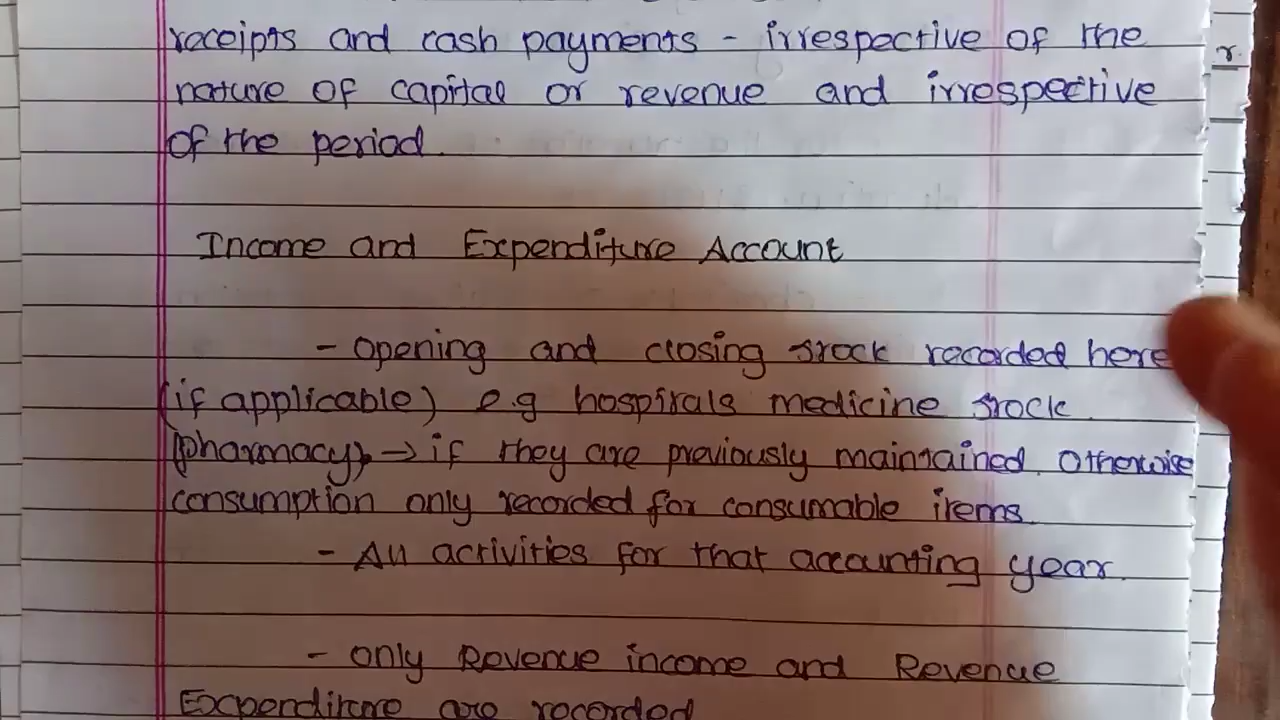 receipts and cash payments - irrespective of the
nature of capital or revenue and irrespective
of the period.
Income and Expenditure Account
- opening and closing stock recorded here
(if applicable) e.g hospitals medicine stock
(pharmacy) → if they are previously maintained. otherwise
consumption only recorded for consumable items
- All activities for that accounting year.
- only Revenue income and Revenue
Expenditure are recorded
r.